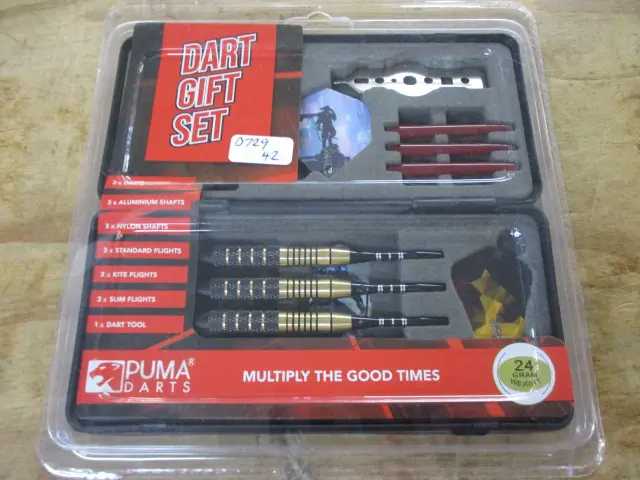 DART
GIFT
SET
0729
42
3 x ALUMINIUM SHAFTS
3 x NYLON SHAFTS
3 x STANDARD FLIGHTS
3 x KITE FLIGHTS
3 x SLIM FLIGHTS
1 x DART TOOL
PUMA®
DARTS
MULTIPLY THE GOOD TIMES
24
GRAM
WEIGHT